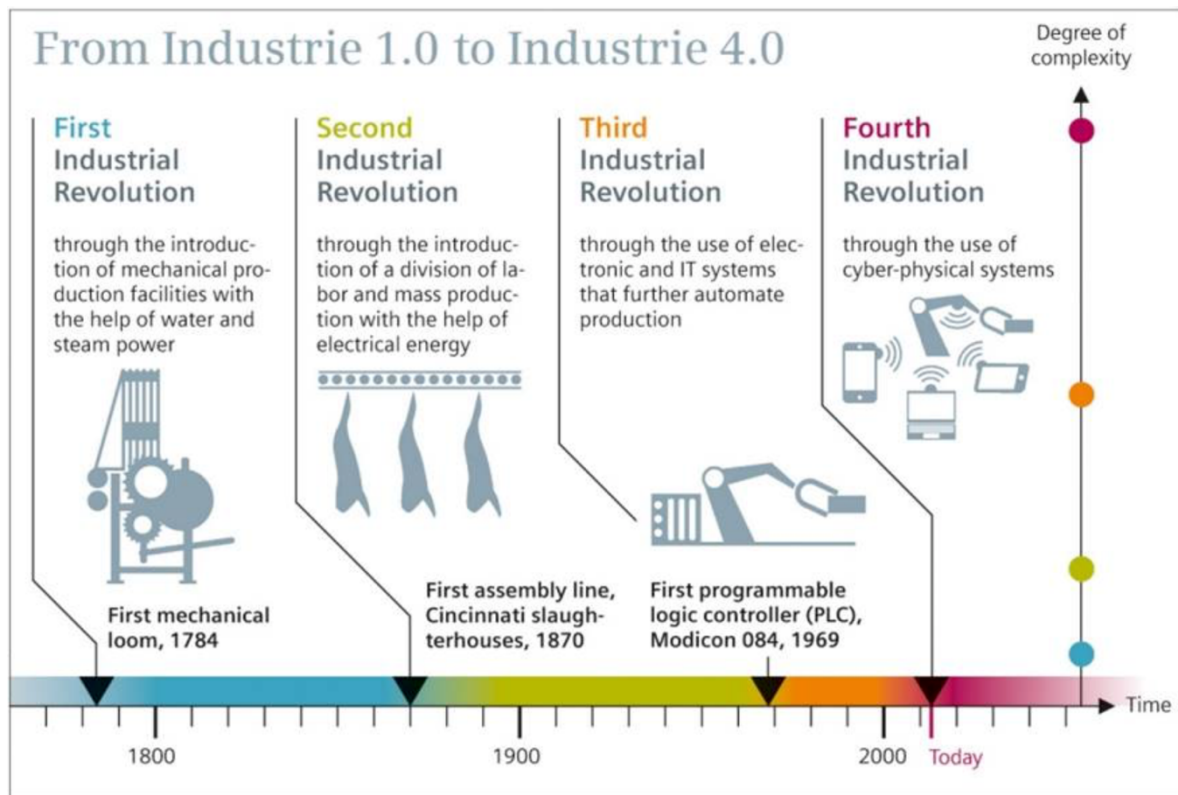 From Industrie 1.0 to Industrie 4.0
Degree of
complexity
First
Industrial
Revolution
through the introduc-
tion of mechanical pro-
duction facilities with
the help of water and
steam power
First mechanical
loom, 1784
Second
Industrial
Revolution
through the introduc-
tion of a division of la-
bor and mass produc-
tion with the help of
electrical energy
First assembly line,
Cincinnati slaugh-
terhouses, 1870
Third
Industrial
Revolution
through the use of elec-
tronic and IT systems
that further automate
production
First programmable
logic controller (PLC),
Modicon 084, 1969
Fourth
Industrial
Revolution
through the use of
cyber-physical systems
Time
1800
1900
2000
Today